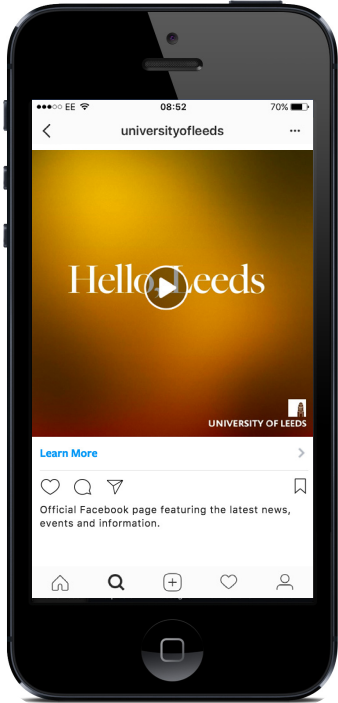 ●●●○○ EE 08:52 70%
universityofleeds
Hello, Leeds
UNIVERSITY OF LEEDS
Learn More
Official Facebook page featuring the latest news,
events and information.